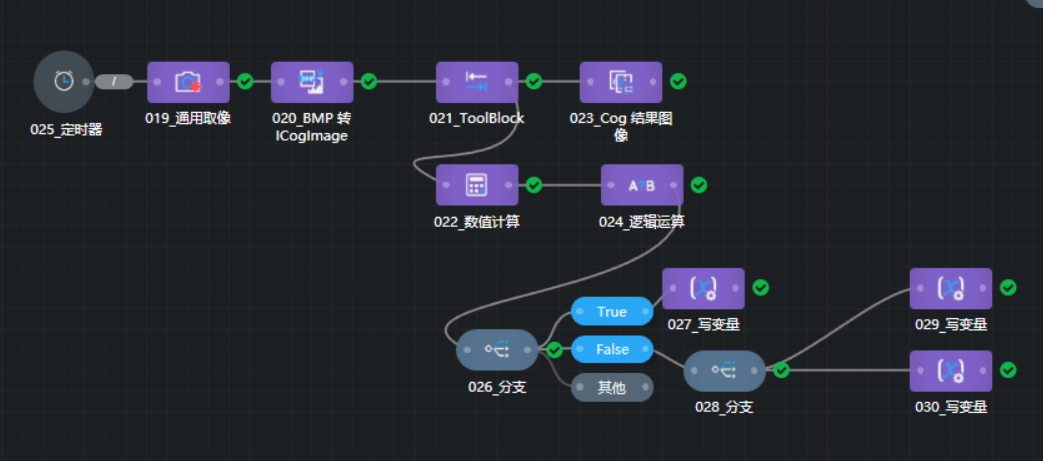 025_定时器
019_通用取像
020_BMP 转
ICogImage
021_ToolBlock
023_Cog 结果图
像
022_数值计算
A?B
024_逻辑运算
True
027_写变量
029_写变量
False
026_分支
其他
028_分支
030_写变量